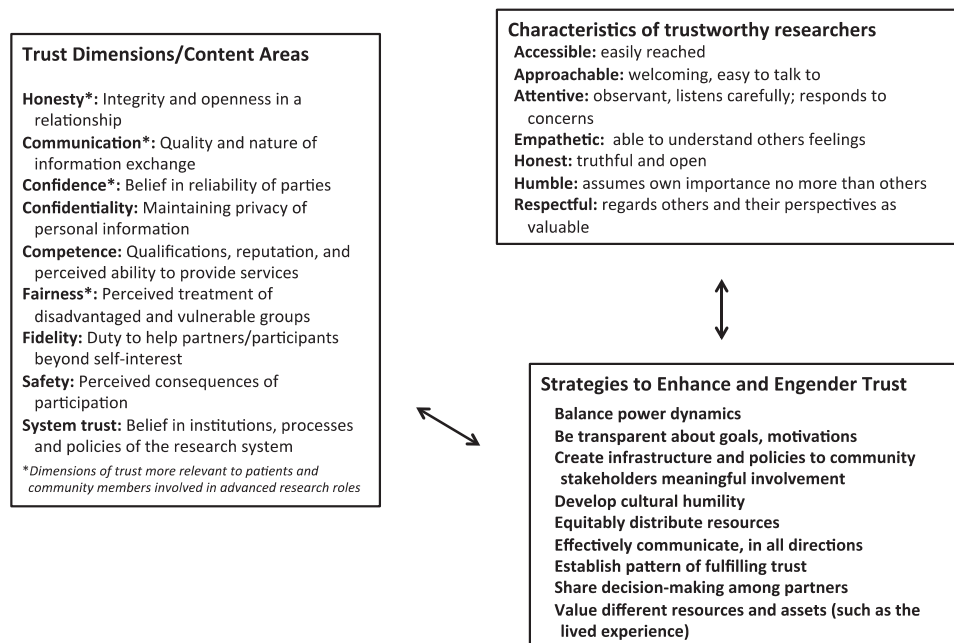 Trust Dimensions/Content Areas
Honesty*: Integrity and openness in a
relationship
Communication*: Quality and nature of
information exchange
Confidence*: Belief in reliability of parties
Confidentiality: Maintaining privacy of
personal information
Competence: Qualifications, reputation, and
perceived ability to provide services
Fairness*: Perceived treatment of
disadvantaged and vulnerable groups
Fidelity: Duty to help partners/participants
beyond self-interest
Safety: Perceived consequences of
participation
System trust: Belief in institutions, processes
and policies of the research system
*Dimensions of trust more relevant to patients and
community members involved in advanced research roles
Characteristics of trustworthy researchers
Accessible: easily reached
Approachable: welcoming, easy to talk to
Attentive: observant, listens carefully; responds to
concerns
Empathetic: able to understand others feelings
Honest: truthful and open
Humble: assumes own importance no more than others
Respectful: regards others and their perspectives as
valuable
Strategies to Enhance and Engender Trust
Balance power dynamics
Be transparent about goals, motivations
Create infrastructure and policies to community
stakeholders meaningful involvement
Develop cultural humility
Equitably distribute resources
Effectively communicate, in all directions
Establish pattern of fulfilling trust
Share decision-making among partners
Value different resources and assets (such as the
lived experience)